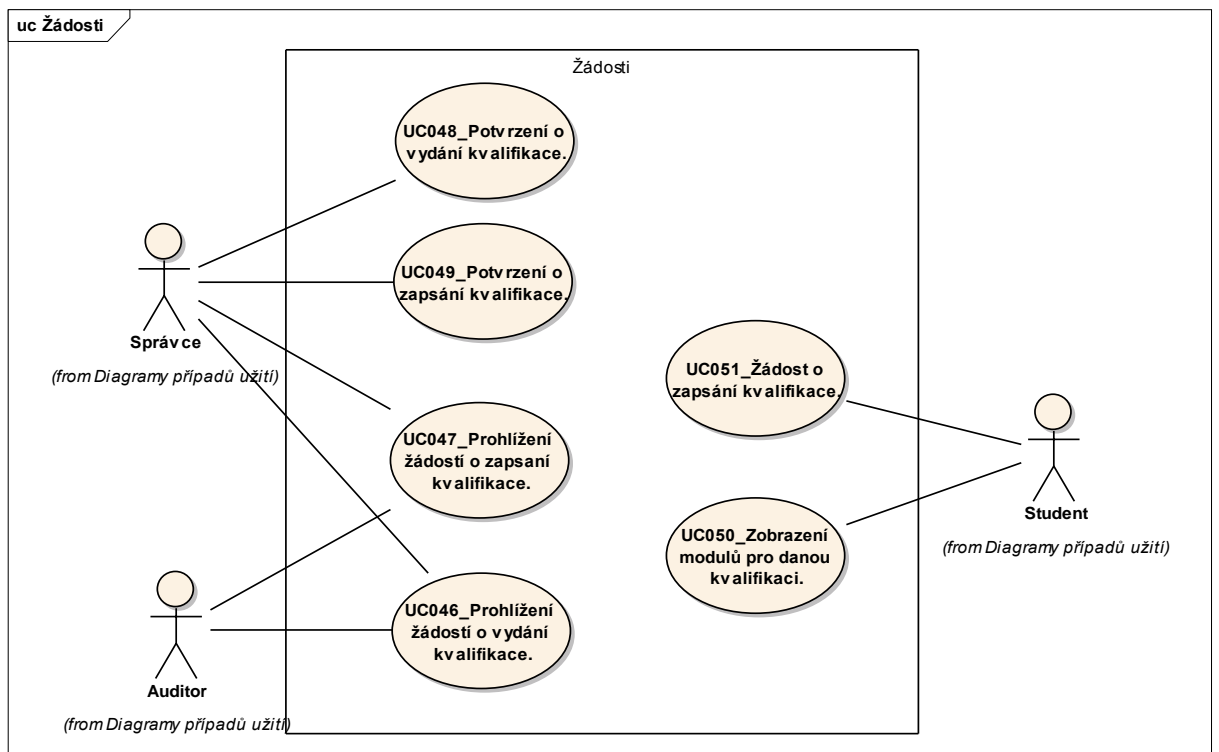 uc Žádosti
Žádosti
UC048_Potvrzení o
vydání kvalifikace.
UC049_Potvrzení o
zapsání kvalifikace.
Správce
(from Diagramy případů užití)
UC051_Žádost o
zapsání kvalifikace.
UC047_Prohlížení
žádostí o zapsaní
kvalifikace.
Student
(from Diagramy případů užití)
UC050_Zobrazení
modulů pro danou
kvalifikaci.
UC046_Prohlížení
žádostí o vydání
kvalifikace.
Auditor
(from Diagramy případů užití)